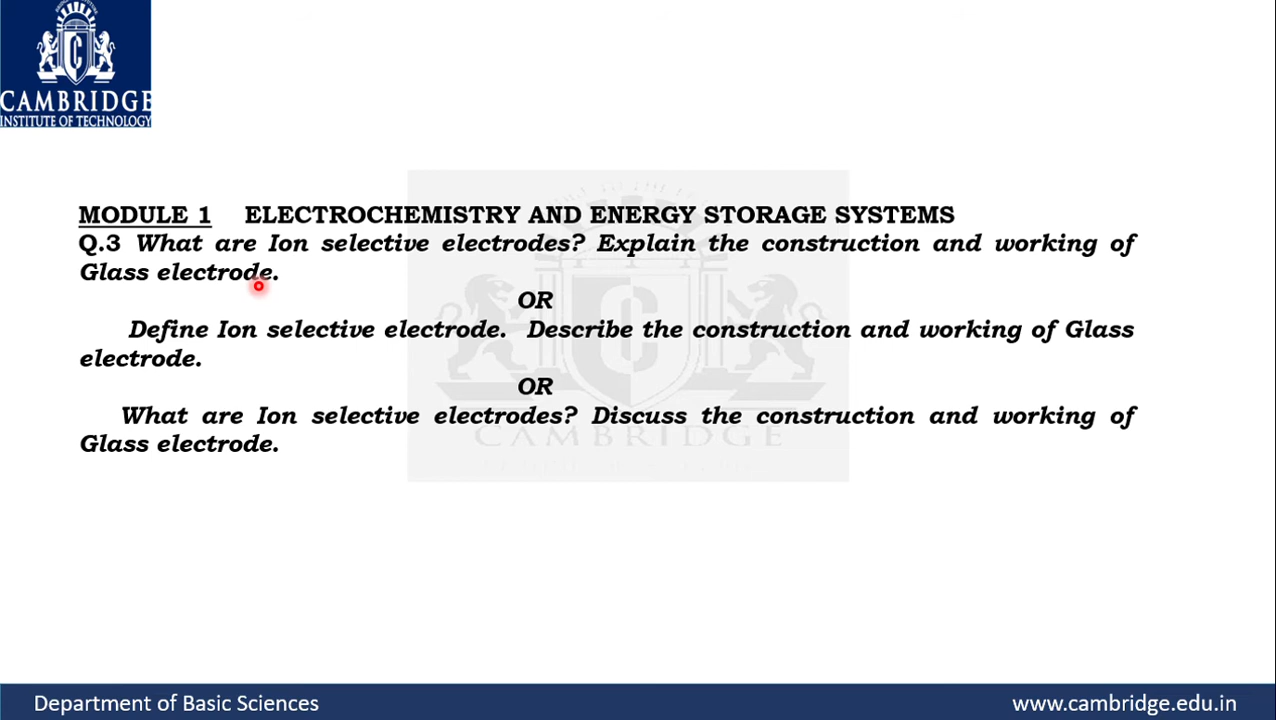 CAMBRIDGE
INSTITUTE OF TECHNOLOGY
MODULE 1 ELECTROCHEMISTRY AND ENERGY STORAGE SYSTEMS
Q.3 What are Ion selective electrodes? Explain the construction and working of
Glass electrode.
OR
Define Ion selective electrode. Describe the construction and working of Glass
electrode.
OR
What are Ion selective electrodes? Discuss the construction and working of
Glass electrode.
CAMBRIDGE
Department of Basic Sciences
www.cambridge.edu.in